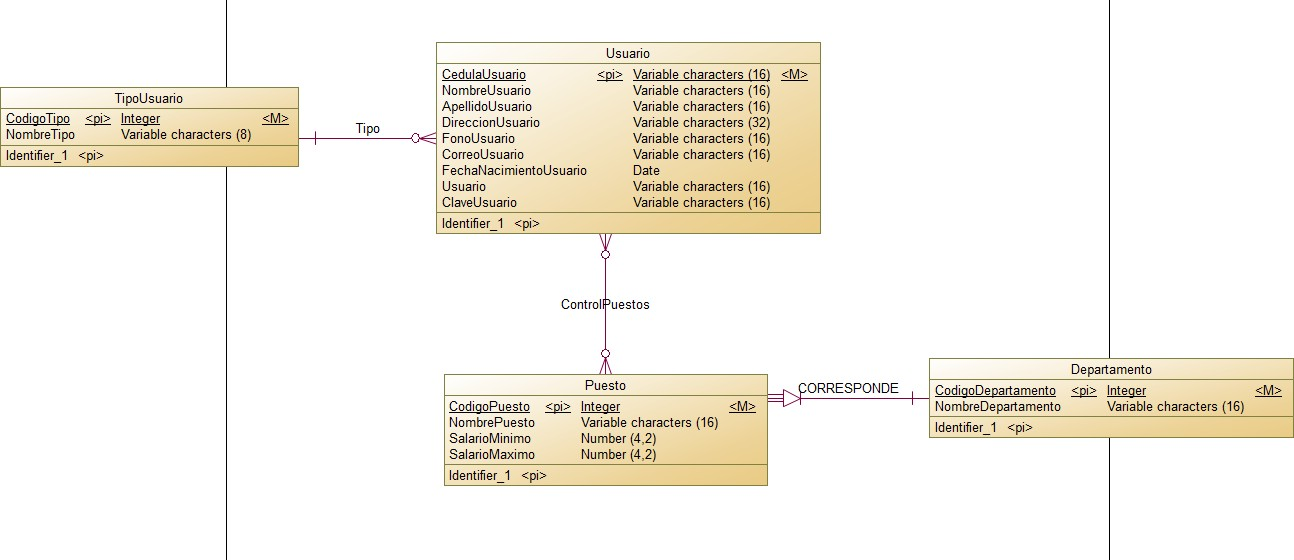 Usuario
CedulaUsuario <pi> Variable characters (16) <M>
NombreUsuario Variable characters (16)
ApellidoUsuario Variable characters (16)
DireccionUsuario Variable characters (32)
FonoUsuario Variable characters (16)
CorreoUsuario Variable characters (16)
FechaNacimientoUsuario Date
Usuario Variable characters (16)
ClaveUsuario Variable characters (16)
Identifier_1 <pi>
TipoUsuario
CodigoTipo <pi> Integer <M>
NombreTipo Variable characters (8)
Identifier_1 <pi>
Tipo
ControlPuestos
Puesto
CodigoPuesto <pi> Integer <M>
NombrePuesto Variable characters (16)
SalarioMinimo Number (4,2)
SalarioMaximo Number (4,2)
Identifier_1 <pi>
CORRESPONDE
Departamento
CodigoDepartamento <pi> Integer <M>
NombreDepartamento Variable characters (16)
Identifier_1 <pi>